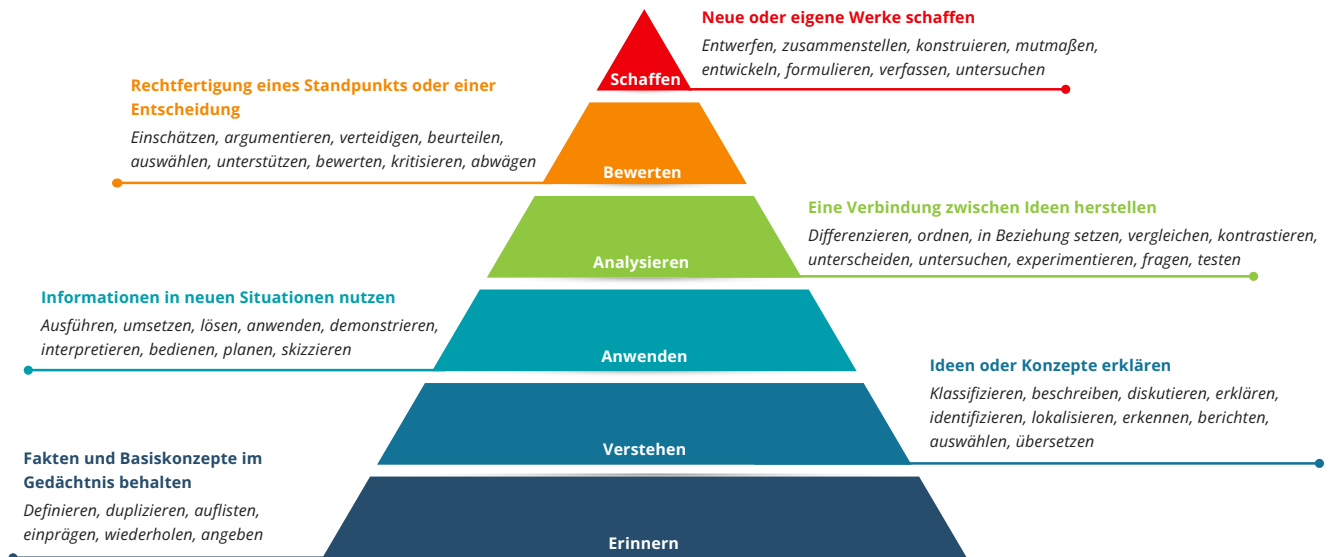 Neue oder eigene Werke schaffen
Entwerfen, zusammenstellen, konstruieren, mutmaßen,
entwickeln, formulieren, verfassen, untersuchen
Schaffen
Rechtfertigung eines Standpunkts oder einer
Entscheidung
Einschätzen, argumentieren, verteidigen, beurteilen,
auswählen, unterstützen, bewerten, kritisieren, abwägen
Bewerten
Eine Verbindung zwischen Ideen herstellen
Differenzieren, ordnen, in Beziehung setzen, vergleichen, kontrastieren,
unterscheiden, untersuchen, experimentieren, fragen, testen
Analysieren
Informationen in neuen Situationen nutzen
Ausführen, umsetzen, lösen, anwenden, demonstrieren,
interpretieren, bedienen, planen, skizzieren
Anwenden
Ideen oder Konzepte erklären
Klassifizieren, beschreiben, diskutieren, erklären,
identifizieren, lokalisieren, erkennen, berichten,
auswählen, übersetzen
Verstehen
Fakten und Basiskonzepte im
Gedächtnis behalten
Definieren, duplizieren, auflisten,
einprägen, wiederholen, angeben
Erinnern